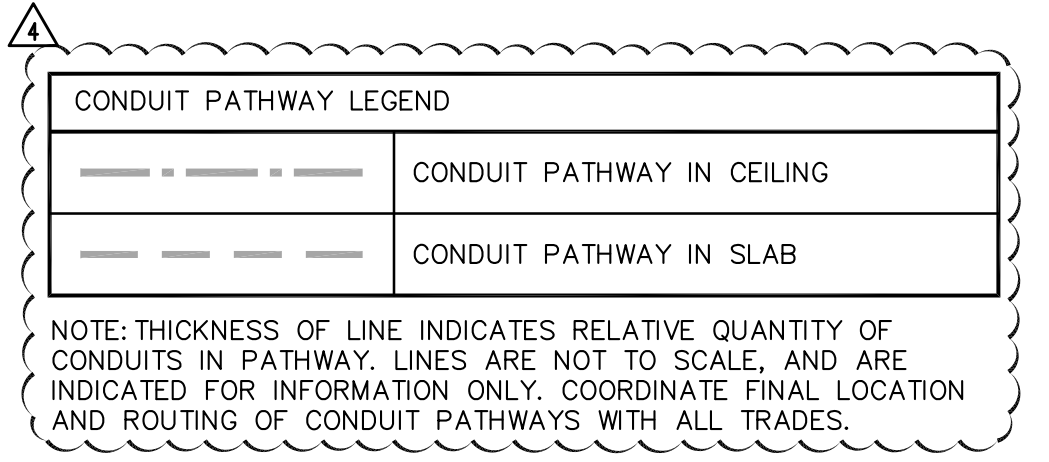 4
CONDUIT PATHWAY LEGEND
CONDUIT PATHWAY IN CEILING
CONDUIT PATHWAY IN SLAB
NOTE: THICKNESS OF LINE INDICATES RELATIVE QUANTITY OF
CONDUITS IN PATHWAY. LINES ARE NOT TO SCALE, AND ARE
INDICATED FOR INFORMATION ONLY. COORDINATE FINAL LOCATION
AND ROUTING OF CONDUIT PATHWAYS WITH ALL TRADES.